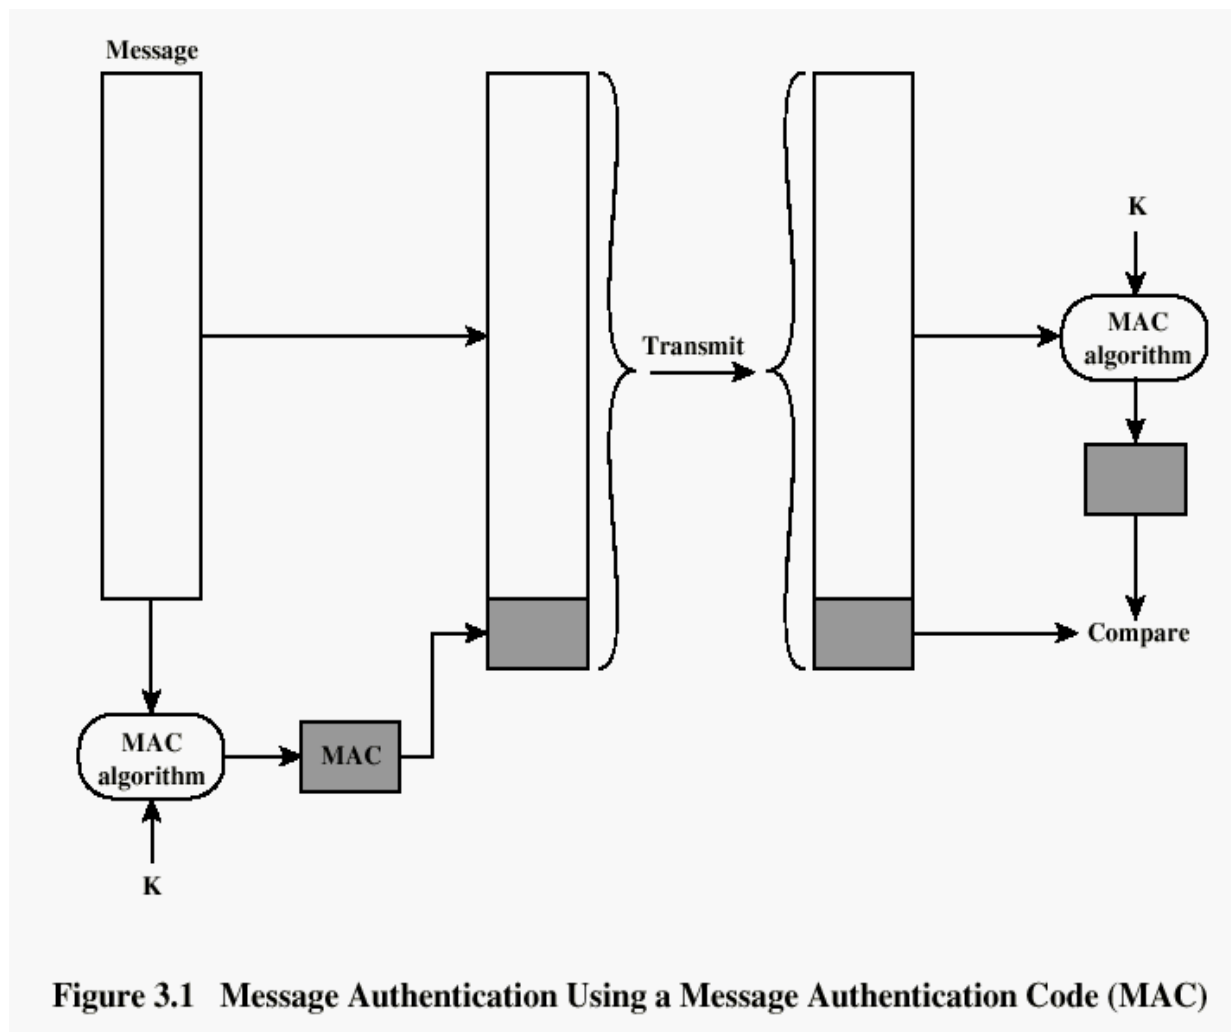 Message
K
MAC
algorithm
Transmit
Compare
MAC
algorithm
MAC
K
Figure 3.1 Message Authentication Using a Message Authentication Code (MAC)